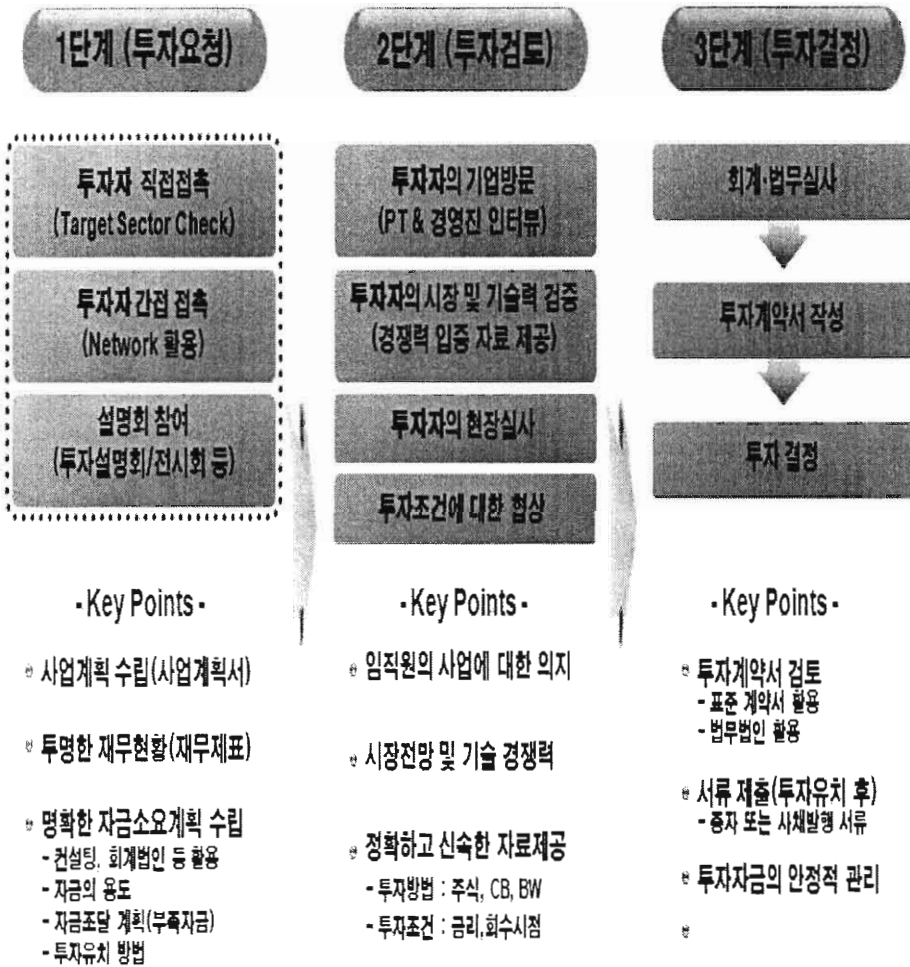 1단계 (투자요청)
투자자 직접접촉
(Target Sector Check)
투자자 간접 접촉
(Network 활용)
설명회 참여
(투자설명회/전시회 등)
- Key Points -
사업계획 수립(사업계획서)
투명한 재무현황(재무제표)
명확한 자금소요계획 수립
- 컨설팅, 회계법인 등 활용
- 자금의 용도
- 자금조달 계획(부족자금)
- 투자유치 방법
2단계 (투자검토)
투자자의 기업방문
(PT & 경영진 인터뷰)
투자자의 시장 및 기술력 검증
(경쟁력 입증 자료 제공)
투자자의 현장실사
투자조건에 대한 협상
- Key Points -
임직원의 사업에 대한 의지
시장전망 및 기술 경쟁력
정확하고 신속한 자료제공
- 투자방법 : 주식, CB, BW
- 투자조건 : 금리,회수시점
3단계 (투자결정)
회계·법무실사
투자계약서 작성
투자 결정
- Key Points -
투자계약서 검토
- 표준 계약서 활용
- 법무법인 활용
서류 제출(투자유치 후)
- 증자 또는 사채발행 서류
투자자금의 안정적 관리